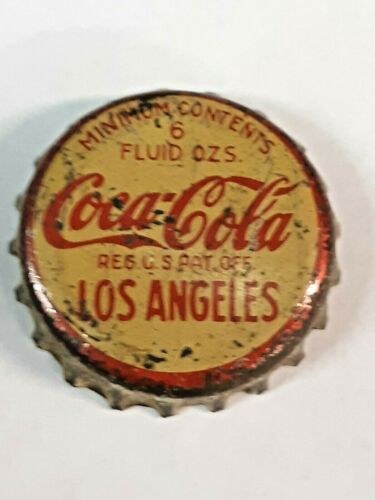 MINIMUM CONTENTS
6
FLUID OZS.
Coca-Cola
REG. U.S. PAT. OFF.
LOS ANGELES